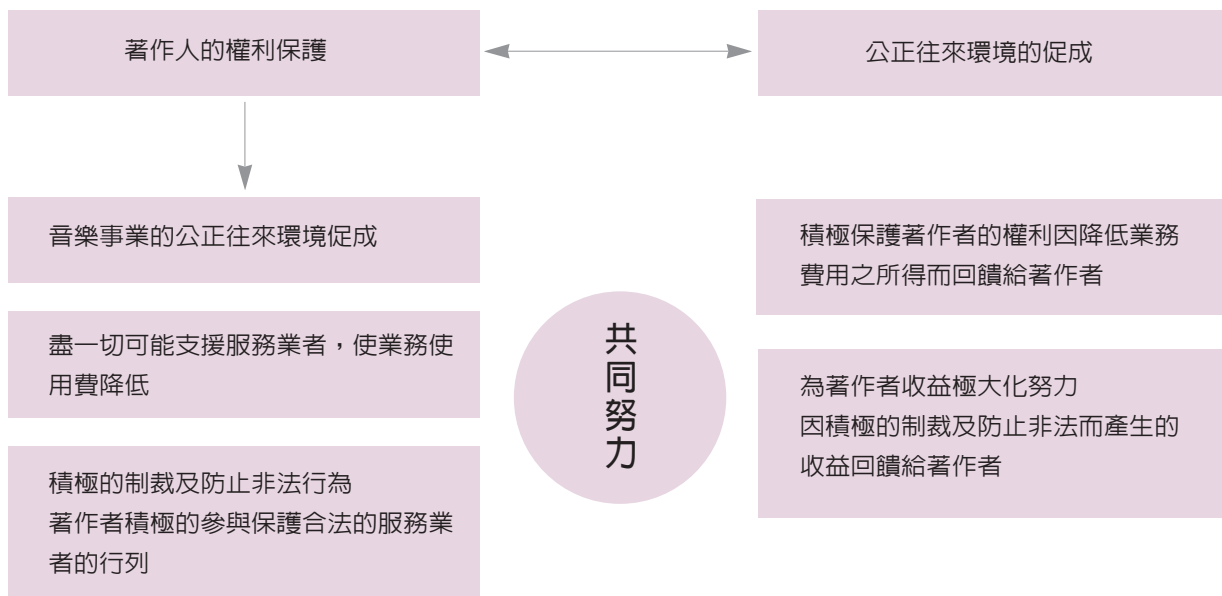 著作人的權利保護
公正往來環境的促成
音樂事業的公正往來環境促成
盡一切可能支援服務業者，使業務使
用費降低
積極的制裁及防止非法行為
著作者積極的參與保護合法的服務業
者的行列
共同努力
積極保護著作者的權利因降低業務
費用之所得而回饋給著作者
為著作者收益極大化努力
因積極的制裁及防止非法而產生的
收益回饋給著作者